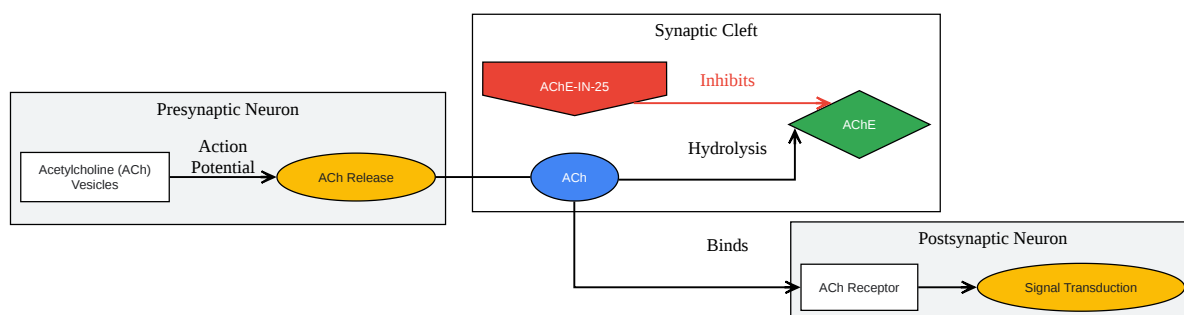 Synaptic Cleft
AChE-IN-25
Inhibits
Presynaptic Neuron
AChE
Action
Potential
Hydrolysis
Acetylcholine (ACh)
Vesicles
ACh Release
ACh
Binds
Postsynaptic Neuron
ACh Receptor
Signal Transduction